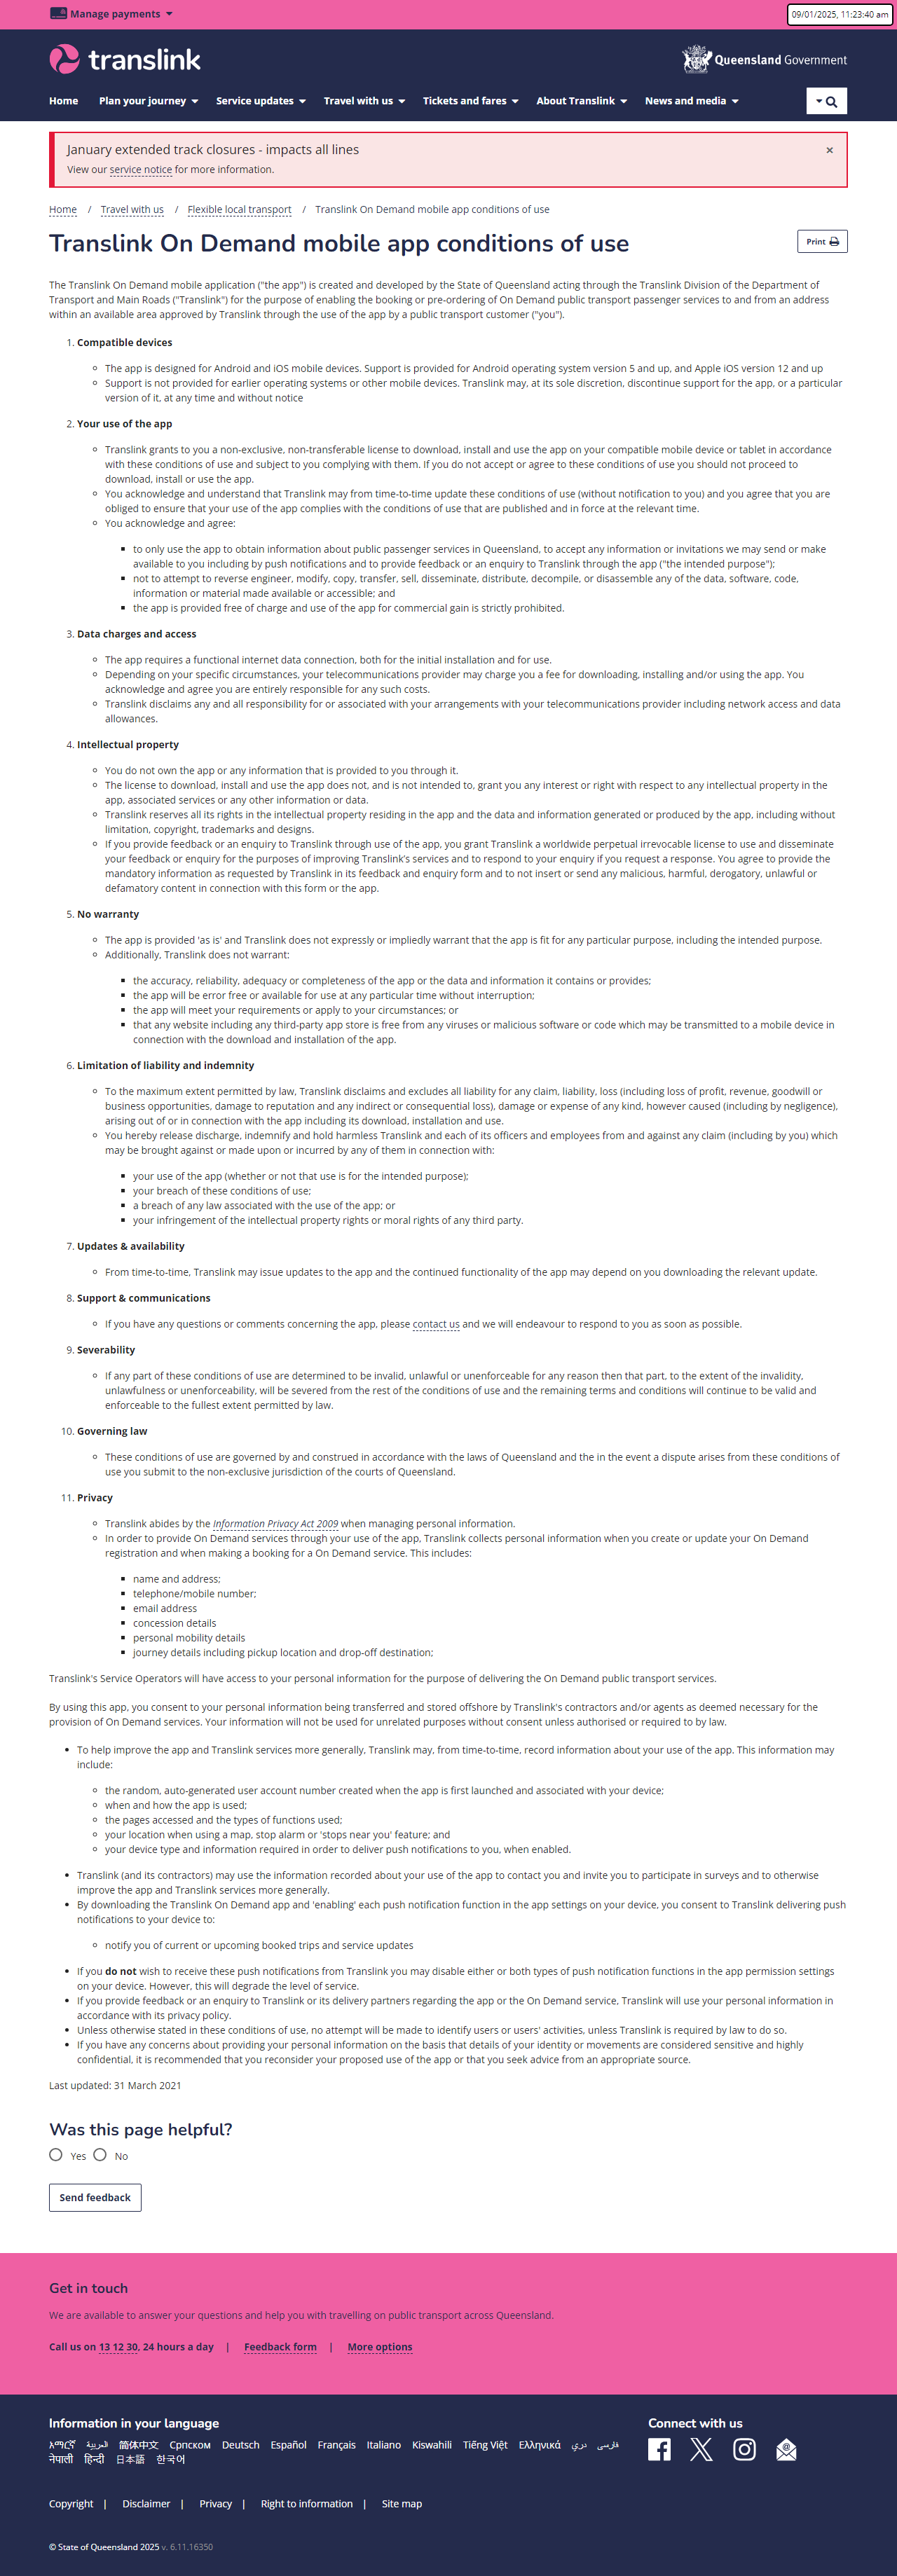 Manage payments
09/01/2025, 11:23:40 am
translink
Queensland Government
Home Plan your journey Service updates Travel with us Tickets and fares About Translink News and media
January extended track closures - impacts all lines ×
View our service notice for more information.
Home / Travel with us / Flexible local transport / Translink On Demand mobile app conditions of use
Translink On Demand mobile app conditions of use
Print
The Translink On Demand mobile application ("the app") is created and developed by the State of Queensland acting through the Translink Division of the Department of
Transport and Main Roads ("Translink") for the purpose of enabling the booking or pre-ordering of On Demand public transport passenger services to and from an address
within an available area approved by Translink through the use of the app by a public transport customer ("you").
1. Compatible devices
The app is designed for Android and iOS mobile devices. Support is provided for Android operating system version 5 and up, and Apple iOS version 12 and up
Support is not provided for earlier operating systems or other mobile devices. Translink may, at its sole discretion, discontinue support for the app, or a particular
version of it, at any time and without notice
2. Your use of the app
Translink grants to you a non-exclusive, non-transferable license to download, install and use the app on your compatible mobile device or tablet in accordance
with these conditions of use and subject to you complying with them. If you do not accept or agree to these conditions of use you should not proceed to
download, install or use the app.
You acknowledge and understand that Translink may from time-to-time update these conditions of use (without notification to you) and you agree that you are
obliged to ensure that your use of the app complies with the conditions of use that are published and in force at the relevant time.
You acknowledge and agree:
to only use the app to obtain information about public passenger services in Queensland, to accept any information or invitations we may send or make
available to you including by push notifications and to provide feedback or an enquiry to Translink through the app ("the intended purpose");
not to attempt to reverse engineer, modify, copy, transfer, sell, disseminate, distribute, decompile, or disassemble any of the data, software, code,
information or material made available or accessible; and
the app is provided free of charge and use of the app for commercial gain is strictly prohibited.
3. Data charges and access
The app requires a functional internet data connection, both for the initial installation and for use.
Depending on your specific circumstances, your telecommunications provider may charge you a fee for downloading, installing and/or using the app. You
acknowledge and agree you are entirely responsible for any such costs.
Translink disclaims any and all responsibility for or associated with your arrangements with your telecommunications provider including network access and data
allowances.
4. Intellectual property
You do not own the app or any information that is provided to you through it.
The license to download, install and use the app does not, and is not intended to, grant you any interest or right with respect to any intellectual property in the
app, associated services or any other information or data.
Translink reserves all its rights in the intellectual property residing in the app and the data and information generated or produced by the app, including without
limitation, copyright, trademarks and designs.
If you provide feedback or an enquiry to Translink through use of the app, you grant Translink a worldwide perpetual irrevocable license to use and disseminate
your feedback or enquiry for the purposes of improving Translink's services and to respond to your enquiry if you request a response. You agree to provide the
mandatory information as requested by Translink in its feedback and enquiry form and to not insert or send any malicious, harmful, derogatory, unlawful or
defamatory content in connection with this form or the app.
5. No warranty
The app is provided 'as is' and Translink does not expressly or impliedly warrant that the app is fit for any particular purpose, including the intended purpose.
Additionally, Translink does not warrant:
the accuracy, reliability, adequacy or completeness of the app or the data and information it contains or provides;
the app will be error free or available for use at any particular time without interruption;
the app will meet your requirements or apply to your circumstances; or
that any website including any third-party app store is free from any viruses or malicious software or code which may be transmitted to a mobile device in
connection with the download and installation of the app.
6. Limitation of liability and indemnity
To the maximum extent permitted by law, Translink disclaims and excludes all liability for any claim, liability, loss (including loss of profit, revenue, goodwill or
business opportunities, damage to reputation and any indirect or consequential loss), damage or expense of any kind, however caused (including by negligence),
arising out of or in connection with the app including its download, installation and use.
You hereby release discharge, indemnify and hold harmless Translink and each of its officers and employees from and against any claim (including by you) which
may be brought against or made upon or incurred by any of them in connection with:
your use of the app (whether or not that use is for the intended purpose);
your breach of these conditions of use;
a breach of any law associated with the use of the app; or
your infringement of the intellectual property rights or moral rights of any third party.
7. Updates & availability
From time-to-time, Translink may issue updates to the app and the continued functionality of the app may depend on you downloading the relevant update.
8. Support & communications
If you have any questions or comments concerning the app, please contact us and we will endeavour to respond to you as soon as possible.
9. Severability
If any part of these conditions of use are determined to be invalid, unlawful or unenforceable for any reason then that part, to the extent of the invalidity,
unlawfulness or unenforceability, will be severed from the rest of the conditions of use and the remaining terms and conditions will continue to be valid and
enforceable to the fullest extent permitted by law.
10. Governing law
These conditions of use are governed by and construed in accordance with the laws of Queensland and the in the event a dispute arises from these conditions of
use you submit to the non-exclusive jurisdiction of the courts of Queensland.
11. Privacy
Translink abides by the Information Privacy Act 2009 when managing personal information.
In order to provide On Demand services through your use of the app, Translink collects personal information when you create or update your On Demand
registration and when making a booking for a On Demand service. This includes:
name and address;
telephone/mobile number;
email address
concession details
personal mobility details
journey details including pickup location and drop-off destination;
Translink's Service Operators will have access to your personal information for the purpose of delivering the On Demand public transport services.
By using this app, you consent to your personal information being transferred and stored offshore by Translink's contractors and/or agents as deemed necessary for the
provision of On Demand services. Your information will not be used for unrelated purposes without consent unless authorised or required to by law.
To help improve the app and Translink services more generally, Translink may, from time-to-time, record information about your use of the app. This information may
include:
the random, auto-generated user account number created when the app is first launched and associated with your device;
when and how the app is used;
the pages accessed and the types of functions used;
your location when using a map, stop alarm or 'stops near you' feature; and
your device type and information required in order to deliver push notifications to you, when enabled.
Translink (and its contractors) may use the information recorded about your use of the app to contact you and invite you to participate in surveys and to otherwise
improve the app and Translink services more generally.
By downloading the Translink On Demand app and 'enabling' each push notification function in the app settings on your device, you consent to Translink delivering push
notifications to your device to:
notify you of current or upcoming booked trips and service updates
If you do not wish to receive these push notifications from Translink you may disable either or both types of push notification functions in the app permission settings
on your device. However, this will degrade the level of service.
If you provide feedback or an enquiry to Translink or its delivery partners regarding the app or the On Demand service, Translink will use your personal information in
accordance with its privacy policy.
Unless otherwise stated in these conditions of use, no attempt will be made to identify users or users' activities, unless Translink is required by law to do so.
If you have any concerns about providing your personal information on the basis that details of your identity or movements are considered sensitive and highly
confidential, it is recommended that you reconsider your proposed use of the app or that you seek advice from an appropriate source.
Last updated: 31 March 2021
Was this page helpful?
Yes No
Send feedback
Get in touch
We are available to answer your questions and help you with travelling on public transport across Queensland.
Call us on 13 12 30, 24 hours a day | Feedback form | More options
Information in your language
Connect with us
አማርኛ العربية 简体中文 Српском Deutsch Español Français Italiano Kiswahili Tiếng Việt Ελληνικά دري فارسی
नेपाली हिन्दी 日本語 한국어
Copyright | Disclaimer | Privacy | Right to information | Site map
© State of Queensland 2025 v. 6.11.16350